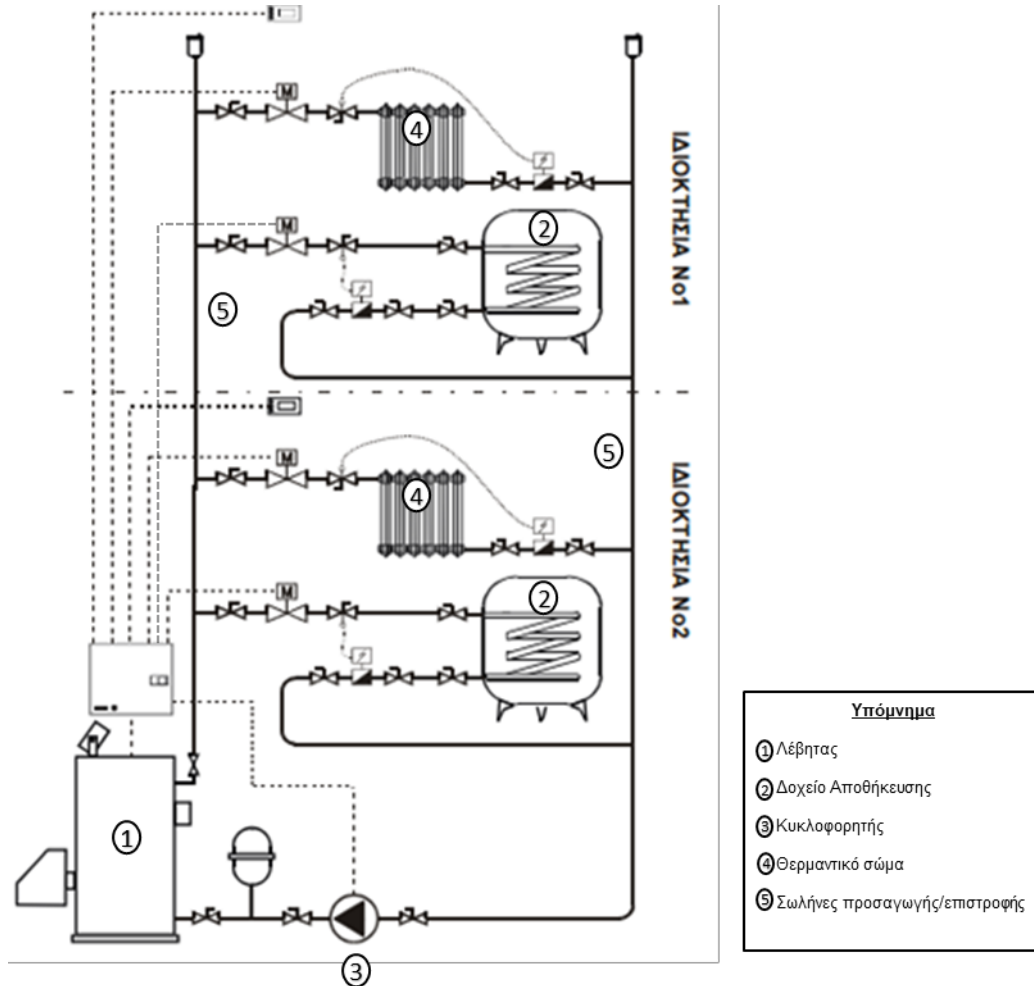 M
4
M
2
ΙΔΙΟΚΤΗΣΙΑ Νο1
5
M
4
5
M
2
ΙΔΙΟΚΤΗΣΙΑ Νο2
1
3
Υπόμνημα
1 Λέβητας
2 Δοχείο Αποθήκευσης
3 Κυκλοφορητής
4 Θερμαντικό σώμα
5 Σωλήνες προσαγωγής/επιστροφής